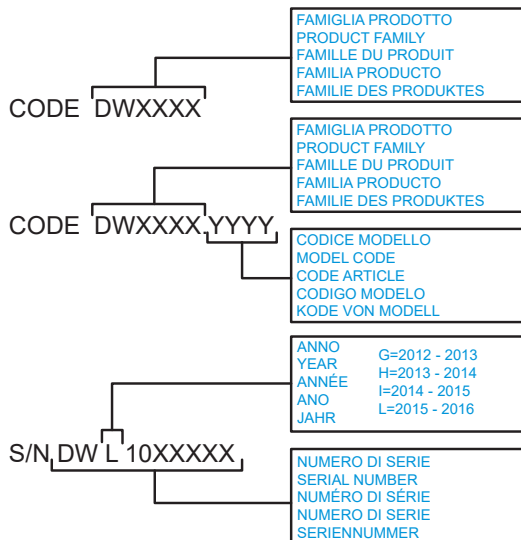 FAMIGLIA PRODOTTO
PRODUCT FAMILY
FAMILLE DU PRODUIT
FAMILIA PRODUCTO
FAMILIE DES PRODUKTES
CODE DWXXXX
FAMIGLIA PRODOTTO
PRODUCT FAMILY
FAMILLE DU PRODUIT
FAMILIA PRODUCTO
FAMILIE DES PRODUKTES
CODE DWXXXX.YYYY
CODICE MODELLO
MODEL CODE
CODE ARTICLE
CODIGO MODELO
KODE VON MODELL
ANNO
YEAR
ANNÉE
ANO
JAHR
G=2012 - 2013
H=2013 - 2014
I=2014 - 2015
L=2015 - 2016
S/N DW L 10XXXXX
NUMERO DI SERIE
SERIAL NUMBER
NUMÉRO DI SÉRIE
NUMERO DI SERIE
SERIENNUMMER